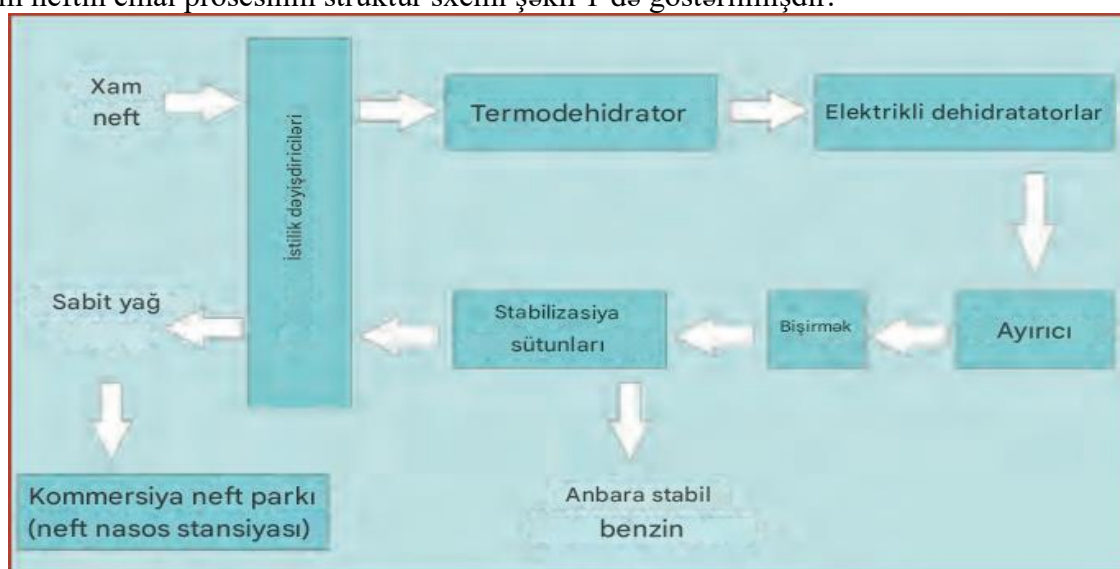 neftin emal prosesinin struktur sxemi şəkil 1-də göstərilmişdir.
Xam
neft
İstilik dəyişdiriciləri
Termodehidrator
Elektrikli dehidratatorlar
Sabit yağ
Stabilizasiya
sütunları
Bişirmək
Ayırıcı
Kommersiya neft parkı
(neft nasos stansiyası)
Anbara stabil
benzin